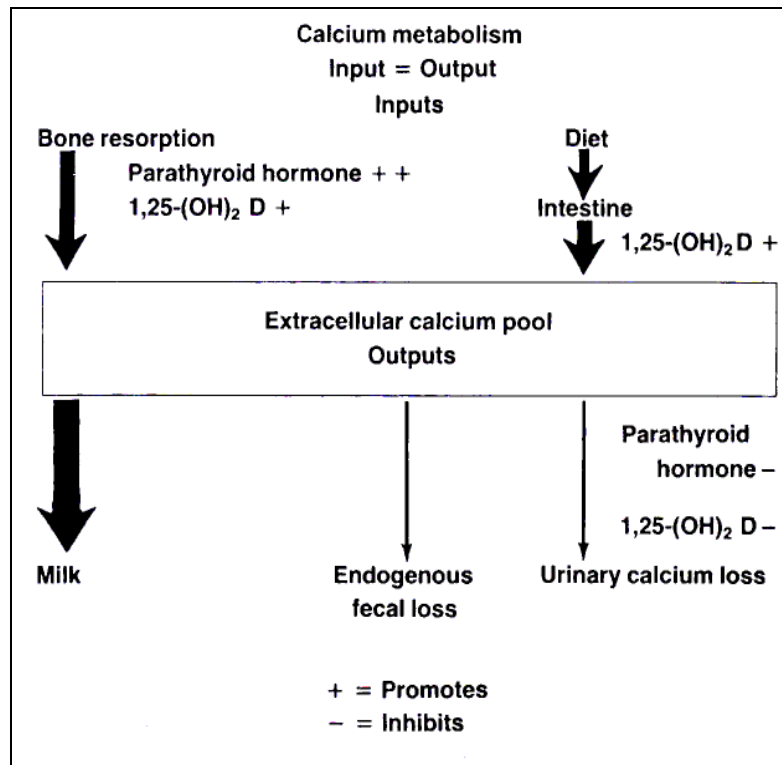 Calcium metabolism
Input = Output
Inputs
Bone resorption
Parathyroid hormone + +
1,25-(OH)₂ D +
Diet
Intestine
1,25-(OH)₂ D +
Extracellular calcium pool
Outputs
Parathyroid
hormone –
1,25-(OH)₂ D –
Milk
Endogenous
fecal loss
Urinary calcium loss
+ = Promotes
– = Inhibits